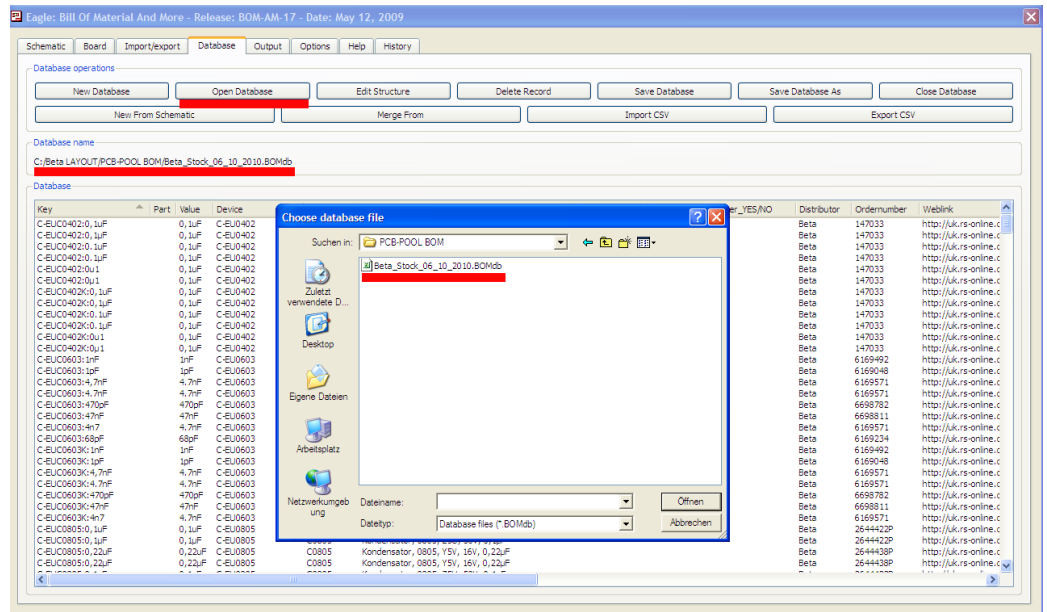 Eagle: Bill Of Material And More - Release: BOM-AM-17 - Date: May 12, 2009
Schematic Board Import/export Database Output Options Help History
Database operations
New Database Open Database Edit Structure Delete Record Save Database Save Database As Close Database
New From Schematic Merge From Import CSV Export CSV
Database name
C:/Beta LAYOUT/PCB-POOL BOM/Beta_Stock_06_10_2010.BOMdb
Database
Key Part Value Device er_YES/NO Distributor Ordernumber Weblink
C-EUC0402:0,1uF 0,1uF C-EU0402 Beta 147033 http://uk.rs-online.c
C-EUC0402:0,1µF 0,1uF C-EU0402 Beta 147033 http://uk.rs-online.c
C-EUC0402:0.1uF 0,1uF C-EU0402 Beta 147033 http://uk.rs-online.c
C-EUC0402:0.1µF 0,1uF C-EU0402 Beta 147033 http://uk.rs-online.c
C-EUC0402:0u1 0,1uF C-EU0402 Beta 147033 http://uk.rs-online.c
C-EUC0402:0µ1 0,1uF C-EU0402 Beta 147033 http://uk.rs-online.c
C-EUC0402K:0,1uF 0,1uF C-EU0402 Beta 147033 http://uk.rs-online.c
C-EUC0402K:0,1µF 0,1uF C-EU0402 Beta 147033 http://uk.rs-online.c
C-EUC0402K:0.1uF 0,1uF C-EU0402 Beta 147033 http://uk.rs-online.c
C-EUC0402K:0.1µF 0,1uF C-EU0402 Beta 147033 http://uk.rs-online.c
C-EUC0402K:0u1 0,1uF C-EU0402 Beta 147033 http://uk.rs-online.c
C-EUC0402K:0µ1 0,1uF C-EU0402 Beta 147033 http://uk.rs-online.c
C-EUC0603:1nF 1nF C-EU0603 Beta 6169492 http://uk.rs-online.c
C-EUC0603:1pF 1pF C-EU0603 Beta 6169048 http://uk.rs-online.c
C-EUC0603:4,7nF 4.7nF C-EU0603 Beta 6169571 http://uk.rs-online.c
C-EUC0603:4.7nF 4.7nF C-EU0603 Beta 6169571 http://uk.rs-online.c
C-EUC0603:470pF 470pF C-EU0603 Beta 6698782 http://uk.rs-online.c
C-EUC0603:47nF 47nF C-EU0603 Beta 6698811 http://uk.rs-online.c
C-EUC0603:4n7 4.7nF C-EU0603 Beta 6169571 http://uk.rs-online.c
C-EUC0603:68pF 68pF C-EU0603 Beta 6169234 http://uk.rs-online.c
C-EUC0603K:1nF 1nF C-EU0603 Beta 6169492 http://uk.rs-online.c
C-EUC0603K:1pF 1pF C-EU0603 Beta 6169048 http://uk.rs-online.c
C-EUC0603K:4,7nF 4.7nF C-EU0603 Beta 6169571 http://uk.rs-online.c
C-EUC0603K:4.7nF 4.7nF C-EU0603 Beta 6169571 http://uk.rs-online.c
C-EUC0603K:470pF 470pF C-EU0603 Beta 6698782 http://uk.rs-online.c
C-EUC0603K:47nF 47nF C-EU0603 Beta 6698811 http://uk.rs-online.c
C-EUC0603K:4n7 4.7nF C-EU0603 Beta 6169571 http://uk.rs-online.c
C-EUC0805:0,1uF 0,1uF C-EU0805 Beta 2644422P http://uk.rs-online.c
C-EUC0805:0,1µF 0,1µF C-EU0805 Beta 2644422P http://uk.rs-online.c
C-EUC0805:0,22uF 0,22uF C-EU0805 C0805 Kondensator, 0805, Y5V, 16V, 0,22µF Beta 2644438P http://uk.rs-online.c
C-EUC0805:0,22µF 0,22uF C-EU0805 C0805 Kondensator, 0805, Y5V, 16V, 0,22µF Beta 2644438P http://uk.rs-online.c
Choose database file
Suchen in: PCB-POOL BOM
Beta_Stock_06_10_2010.BOMdb
Zuletzt
verwendete D...
Desktop
Eigene Dateien
Arbeitsplatz
Netzwerkumgeb
ung
Dateiname: Öffnen
Dateityp: Database files (*.BOMdb) Abbrechen